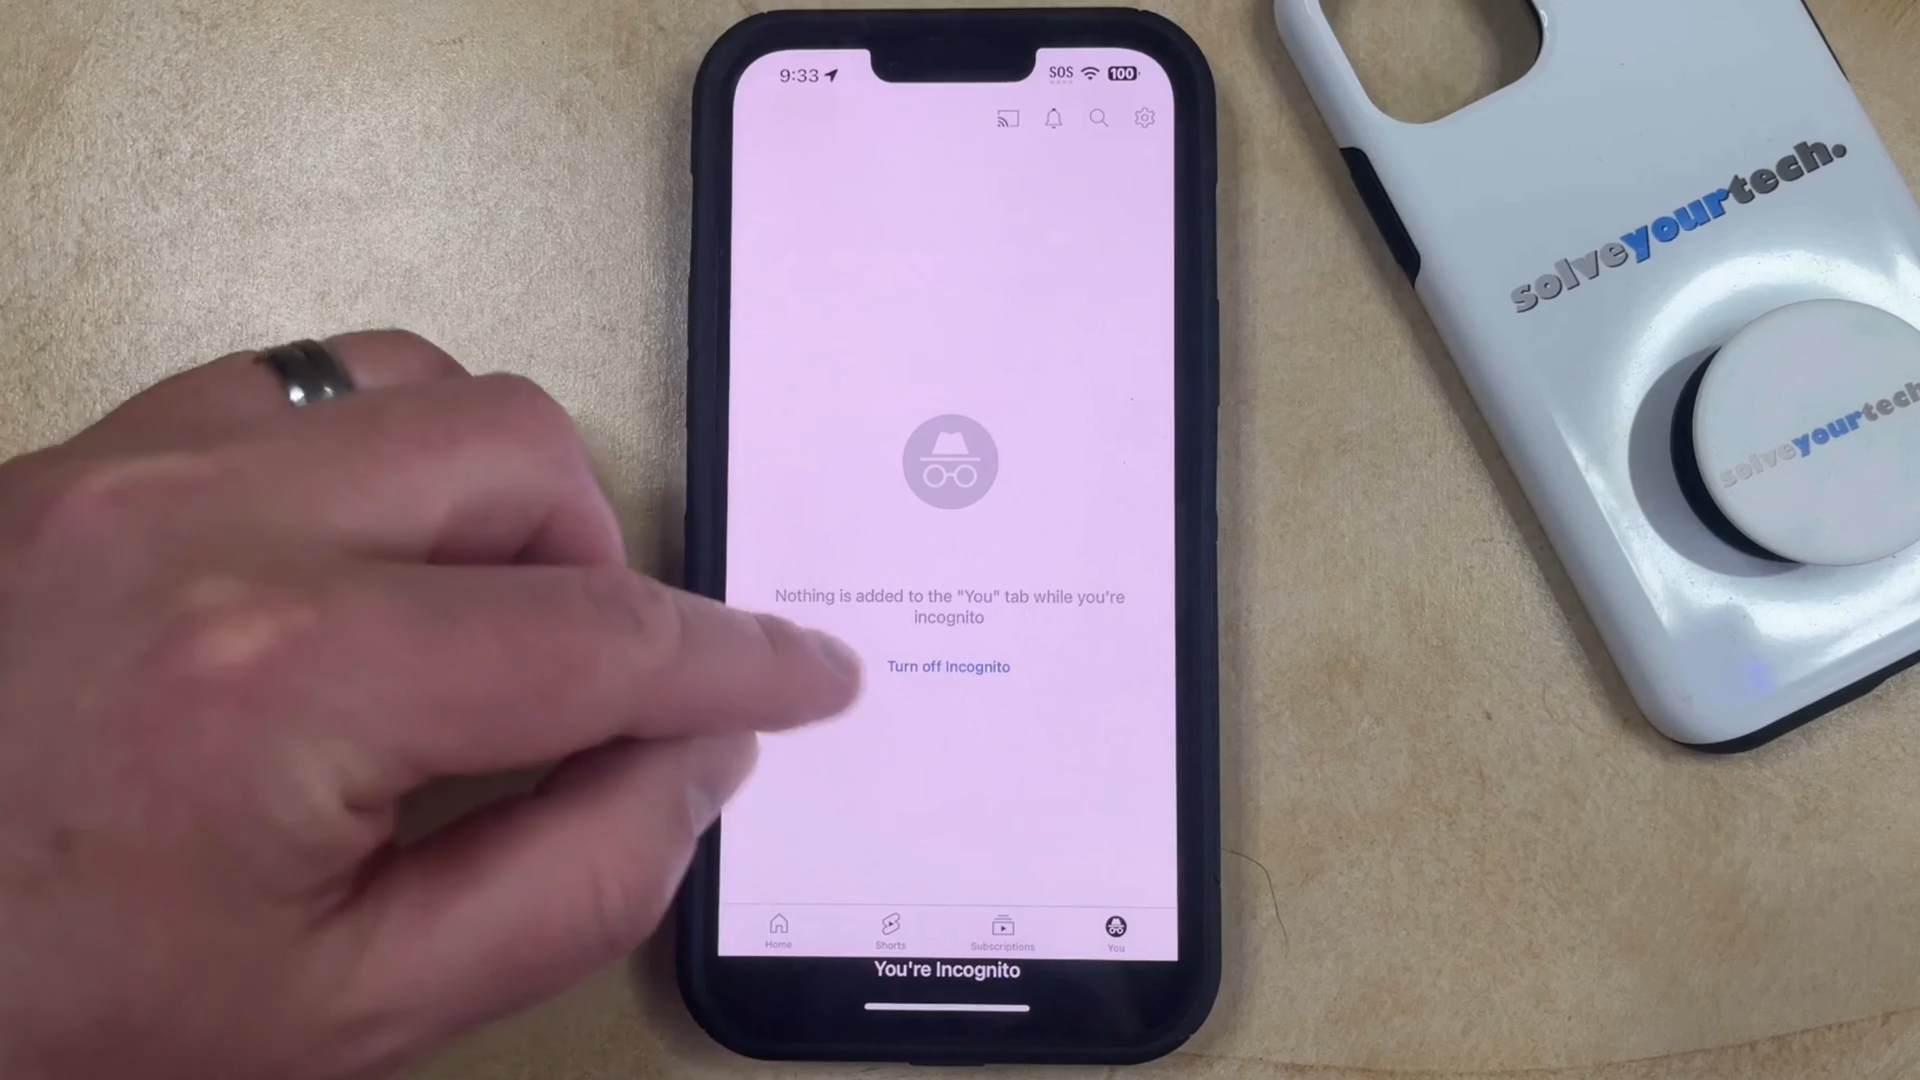 9:33
SOS
100
Nothing is added to the "You" tab while you're
incognito
Turn off Incognito
Home
Shorts
Subscriptions
You
You're Incognito
solveyourtech.
solveyourtech